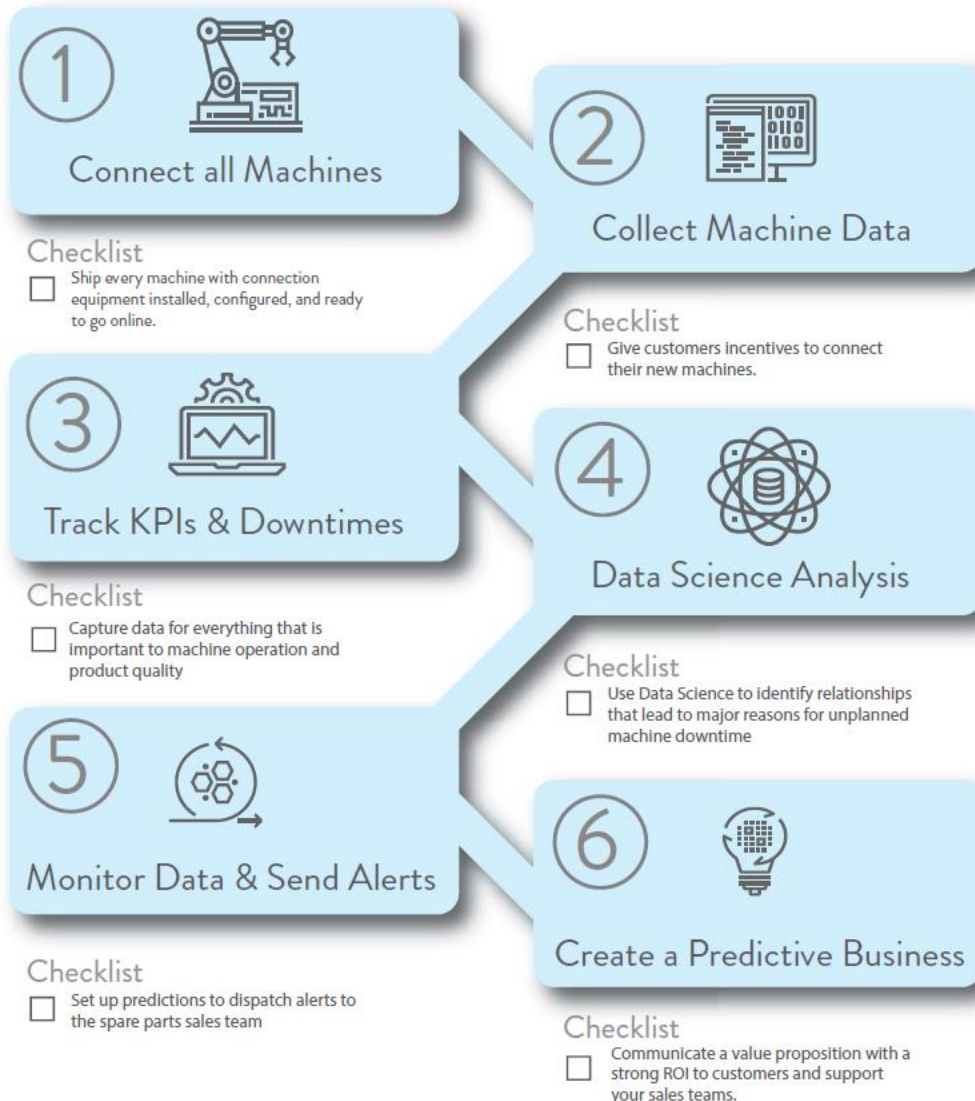 1
Connect all Machines
Checklist
Ship every machine with connection
equipment installed, configured, and ready
to go online.
2
1001
0110
1100
Collect Machine Data
Checklist
Give customers incentives to connect
their new machines.
3
Track KPIs & Downtimes
Checklist
Capture data for everything that is
important to machine operation and
product quality
4
Data Science Analysis
Checklist
Use Data Science to identify relationships
that lead to major reasons for unplanned
machine downtime
5
Monitor Data & Send Alerts
Checklist
Set up predictions to dispatch alerts to
the spare parts sales team
6
Create a Predictive Business
Checklist
Communicate a value proposition with a
strong ROI to customers and support
your sales teams.